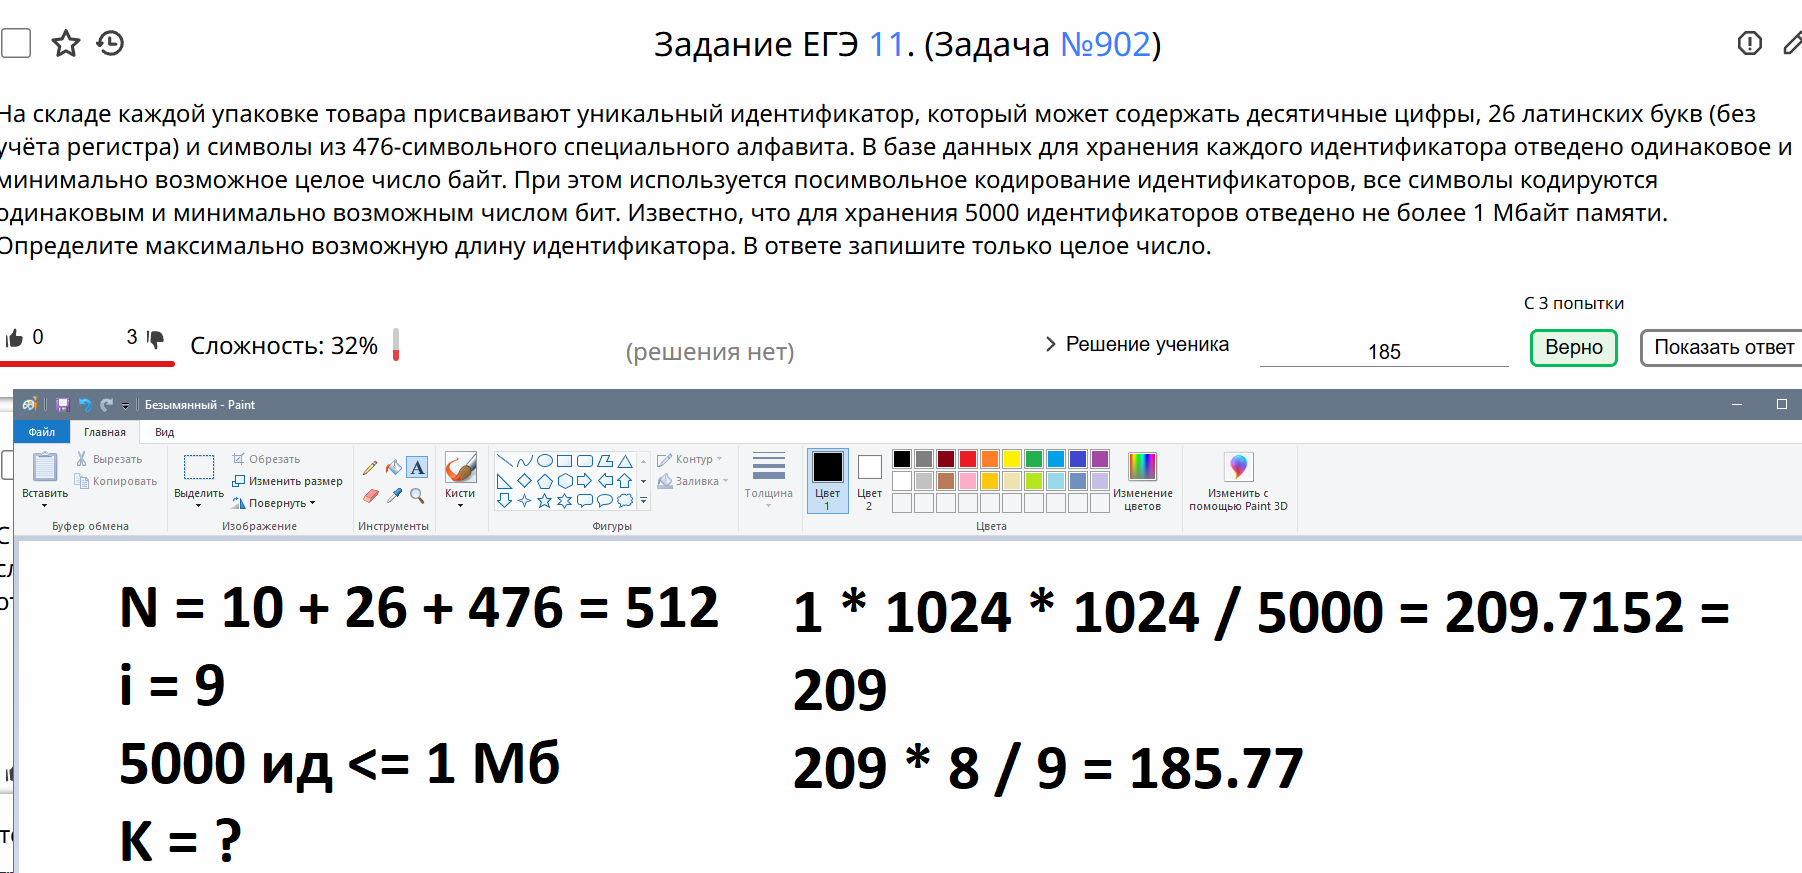 Задание ЕГЭ 11. (Задача №902)
На складе каждой упаковке товара присваивают уникальный идентификатор, который может содержать десятичные цифры, 26 латинских букв (без
учёта регистра) и символы из 476-символьного специального алфавита. В базе данных для хранения каждого идентификатора отведено одинаковое и
минимально возможное целое число байт. При этом используется посимвольное кодирование идентификаторов, все символы кодируются
одинаковым и минимально возможным числом бит. Известно, что для хранения 5000 идентификаторов отведено не более 1 Мбайт памяти.
Определите максимально возможную длину идентификатора. В ответе запишите только целое число.
С 3 попытки
0 3 Сложность: 32% (решения нет) Решение ученика 185 Верно Показать ответ
Безымянный - Paint
Файл Главная Вид
Вставить Вырезать Копировать
Буфер обмена
Выделить Обрезать Изменить размер Повернуть
Изображение
Инструменты
Кисти
Контур Заливка
Фигуры
Толщина
Цвет 1 Цвет 2
Изменение цветов
Цвета
Изменить с помощью Paint 3D
N = 10 + 26 + 476 = 512
i = 9
5000 ид <= 1 Мб
K = ?
1 * 1024 * 1024 / 5000 = 209.7152 =
209
209 * 8 / 9 = 185.77